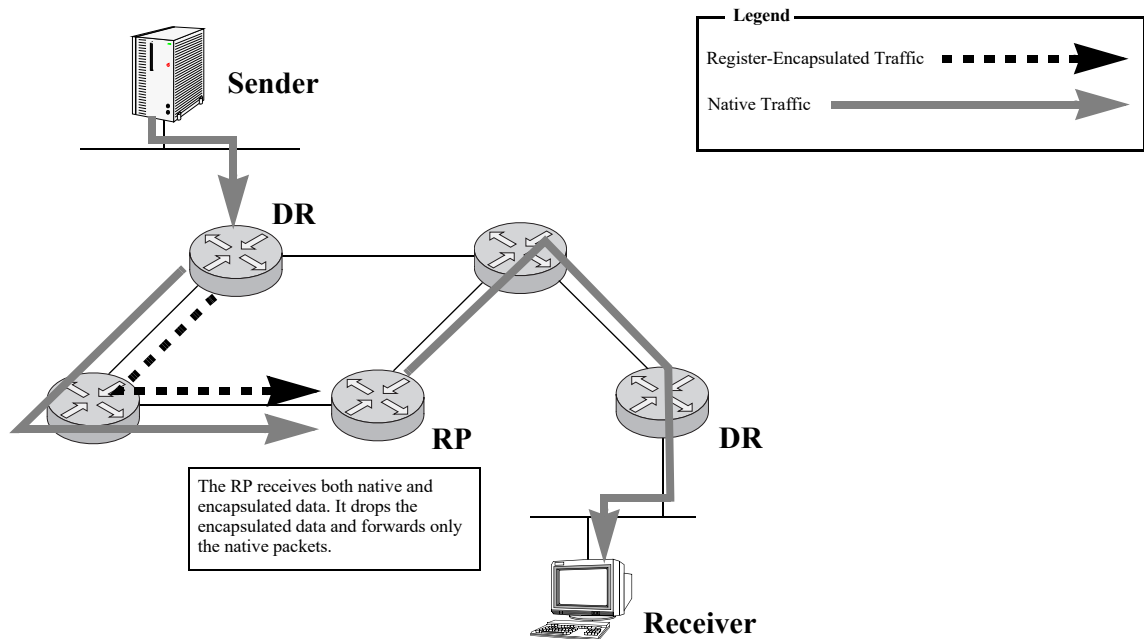 Legend
Register-Encapsulated Traffic
Native Traffic
Sender
DR
RP
DR
The RP receives both native and
encapsulated data. It drops the
encapsulated data and forwards only
the native packets.
Receiver